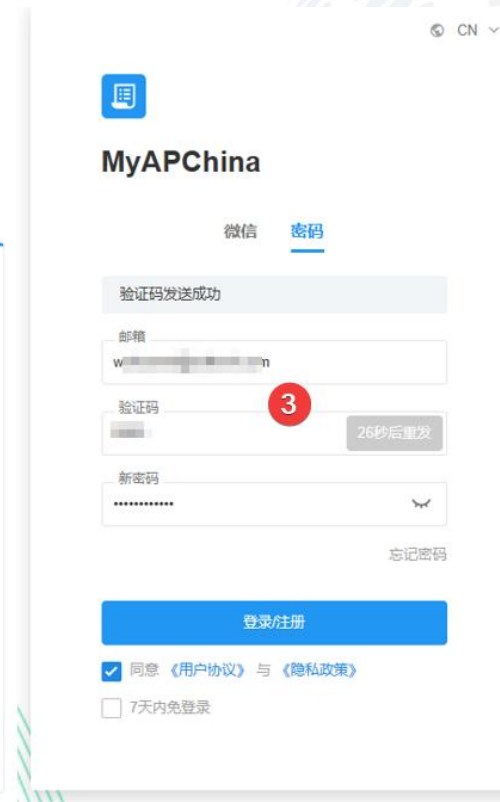 CN
MyAPChina
微信 密码
验证码发送成功
邮箱
验证码
3
26秒后重发
新密码
忘记密码
登录/注册
同意 《用户协议》 与 《隐私政策》
7天内免登录